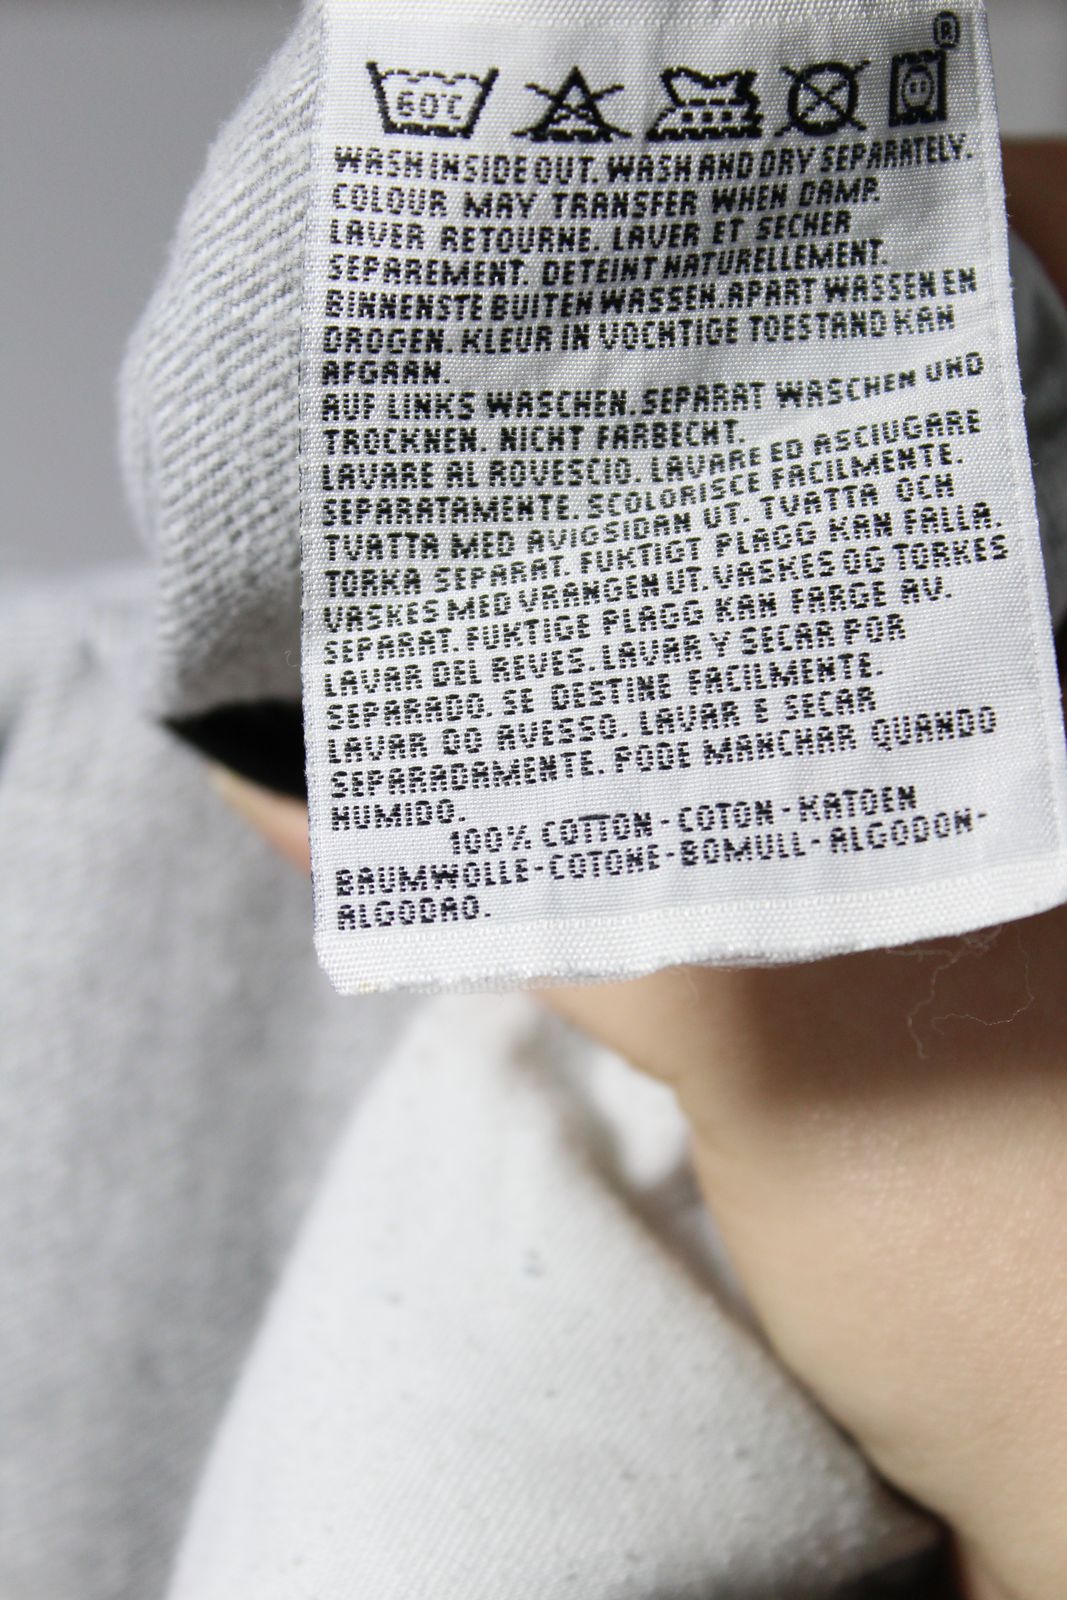 ®
60°C
WASH INSIDE OUT. WASH AND DRY SEPARATELY.
COLOUR MAY TRANSFER WHEN DAMP.
LAVER RETOURNE. LAVER ET SECHER
SEPAREMENT. DETEINT NATURELLEMENT.
BINNENSTE BUITEN WASSEN. APART WASSEN EN
DROGEN. KLEUR IN VOCHTIGE TOESTAND KAN
AFGAAN.
AUF LINKS WASCHEN. SEPARAT WASCHEN UND
TROCKNEN. NICHT FARBECHT.
LAVARE AL ROVESCIO. LAVARE ED ASCIUGARE
SEPARATAMENTE. SCOLORISCE FACILMENTE.
TVATTA MED AVIGSIDAN UT. TVATTA OCH
TORKA SEPARAT. FUKTIGT PLAGG KAN FALLA.
VASKES MED VRANGEN UT. VASKES OG TORKES
SEPARAT. FUKTIGE PLAGG KAN FARGE AV.
LAVAR DEL REVES. LAVAR Y SECAR POR
SEPARADO. SE DESTINE FACILMENTE.
LAVAR DO AVESSO. LAVAR E SECAR
SEPARADAMENTE. PODE MANCHAR QUANDO
HUMIDO.
100% COTTON - COTON - KATOEN
BAUMWOLLE-COTONE-BOMULL-ALGODON-
ALGODAO.